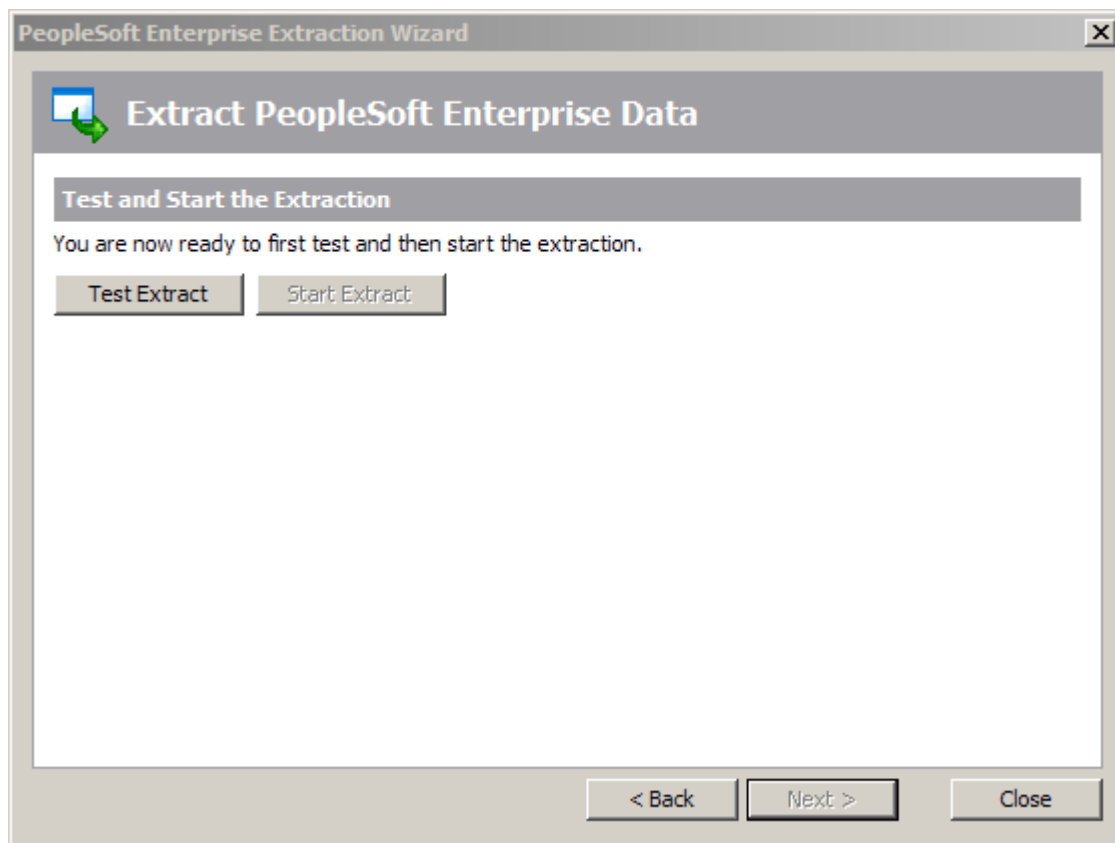 PeopleSoft Enterprise Extraction Wizard
Extract PeopleSoft Enterprise Data
Test and Start the Extraction
You are now ready to first test and then start the extraction.
Test Extract Start Extract
< Back Next > Close